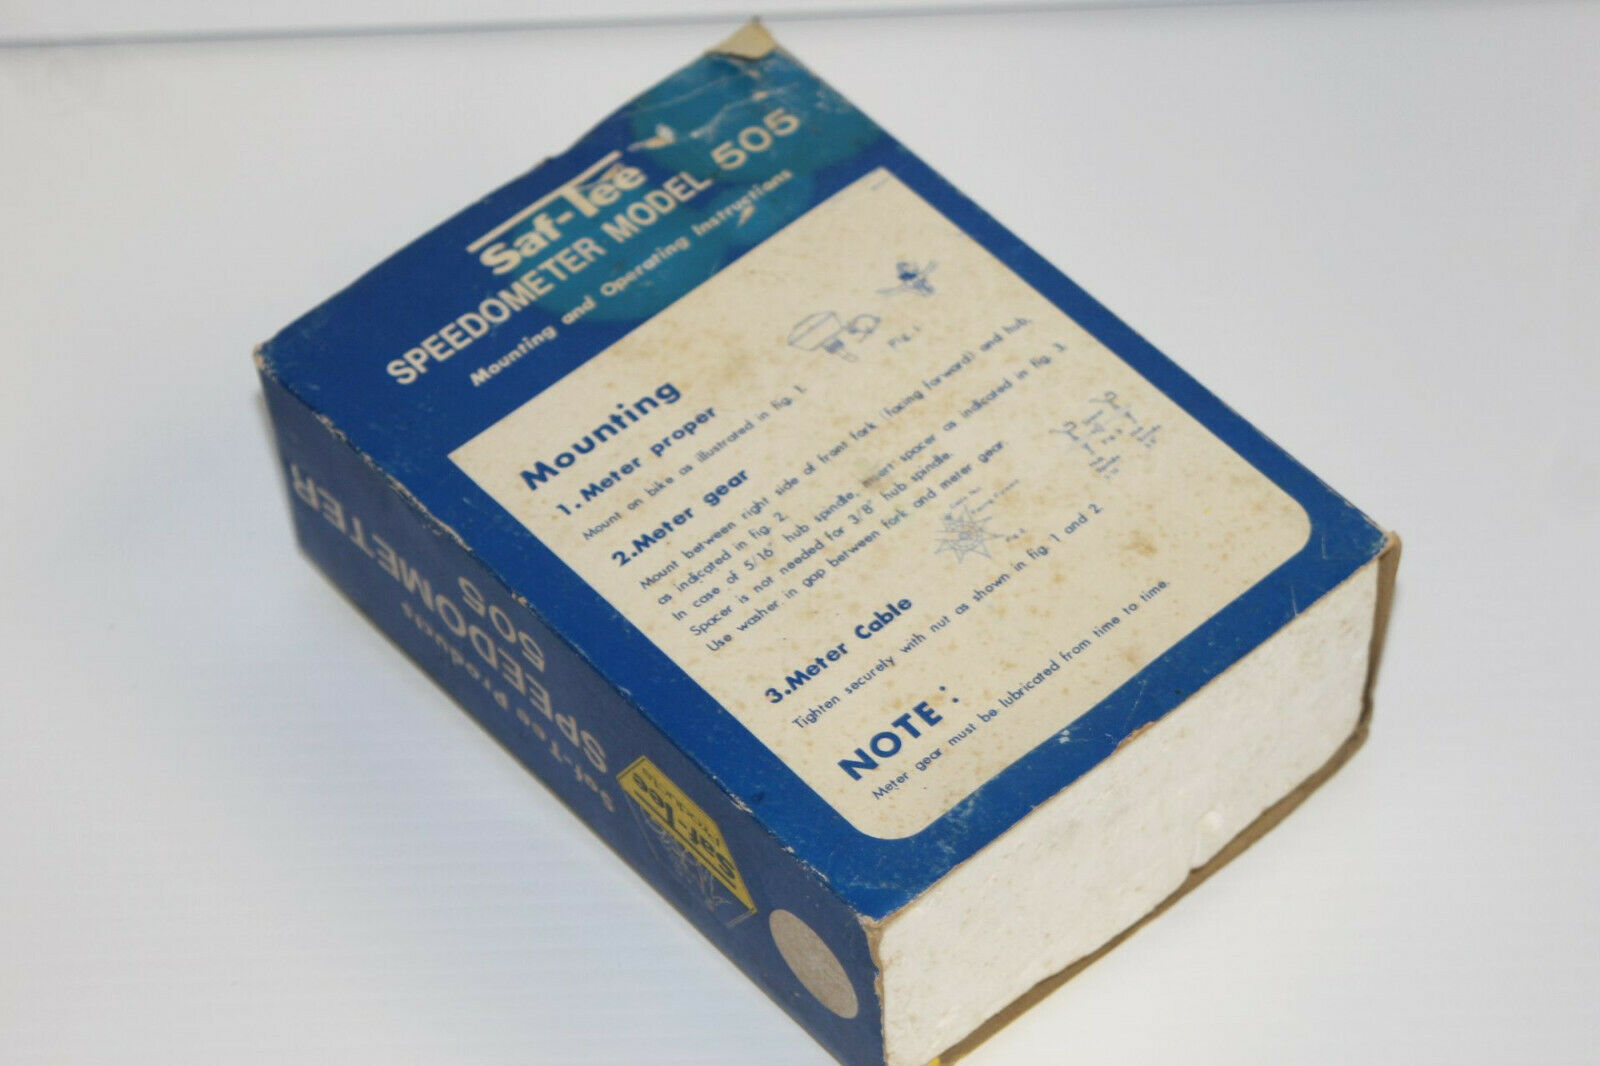 Saf-Tee
SPEEDOMETER MODEL 505
Mounting and Operating Instructions
Mounting
1. Meter proper
Mount on bike as illustrated in fig. 1.
Fig. 1
2. Meter gear
Mount between right side of front fork (facing forward) and hub,
as indicated in fig. 2.
In case of 5/16" hub spindle, spacer as indicated in fig. 3.
Spacer is not needed for 3/8" hub spindle.
Use washer in gap between fork and meter gear.
Fig. 2
3. Meter Cable
Tighten securely with nut as shown in fig. 1 and 2.
NOTE:
Meter gear must be lubricated from time to time.
Saf-Tee Products
SPEEDOMETER
505
Saf-Tee
PRODUCTS